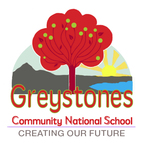 Greystones
Community National School
CREATING OUR FUTURE